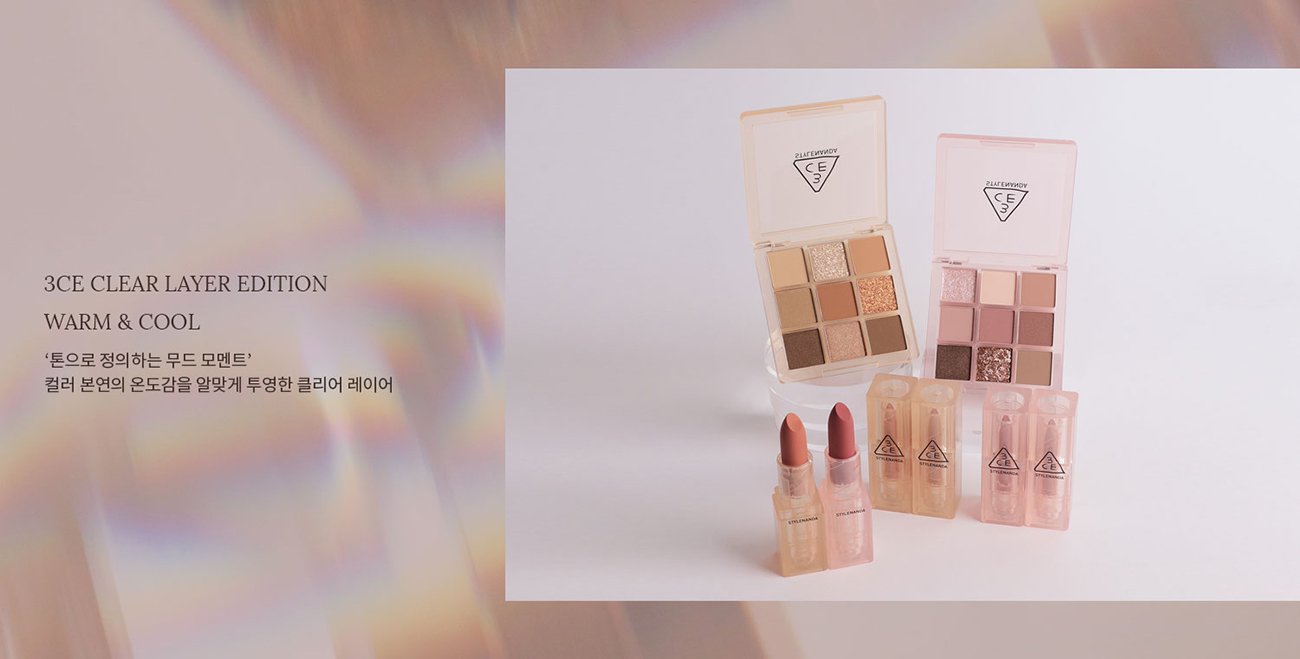 3CE CLEAR LAYER EDITION
WARM & COOL
‘톤으로 정의하는 무드 모멘트’
컬러 본연의 온도감을 알맞게 투영한 클리어 레이어
STYLENANDA
3CE
STYLENANDA
3CE
3CE
STYLENANDA
3CE
STYLENANDA
3CE
STYLENANDA
3CE
STYLENANDA
STYLENANDA
STYLENANDA